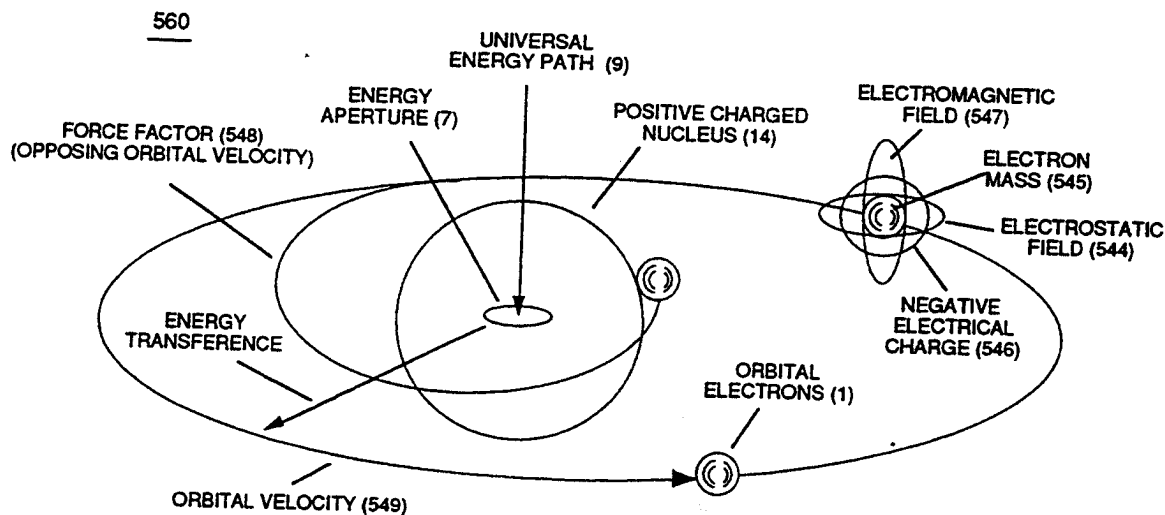 560
UNIVERSAL
ENERGY PATH (9)
ENERGY
APERTURE (7)
POSITIVE CHARGED
NUCLEUS (14)
ELECTROMAGNETIC
FIELD (547)
FORCE FACTOR (548)
(OPPOSING ORBITAL VELOCITY)
ELECTRON
MASS (545)
ELECTROSTATIC
FIELD (544)
NEGATIVE
ELECTRICAL
CHARGE (546)
ENERGY
TRANSFERENCE
ORBITAL
ELECTRONS (1)
ORBITAL VELOCITY (549)